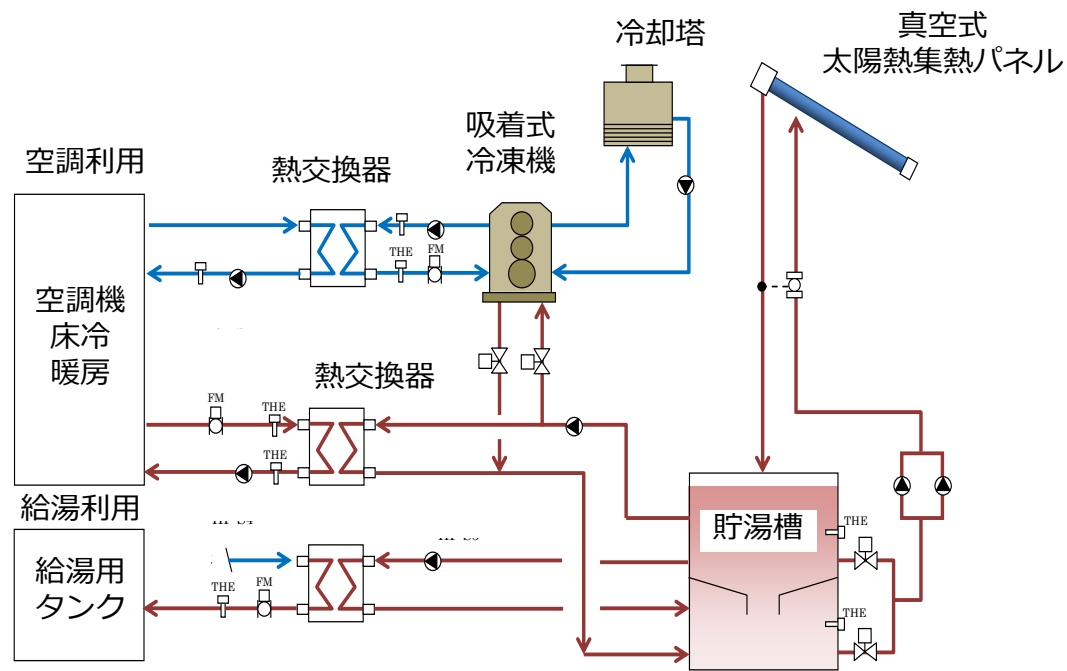 冷却塔
真空式
太陽熱集熱パネル
吸着式
冷凍機
空調利用
熱交換器
THE
FM
空調機
床冷
暖房
熱交換器
FM
THE
THE
給湯利用
貯湯槽
THE
給湯用
タンク
THE
FM
THE